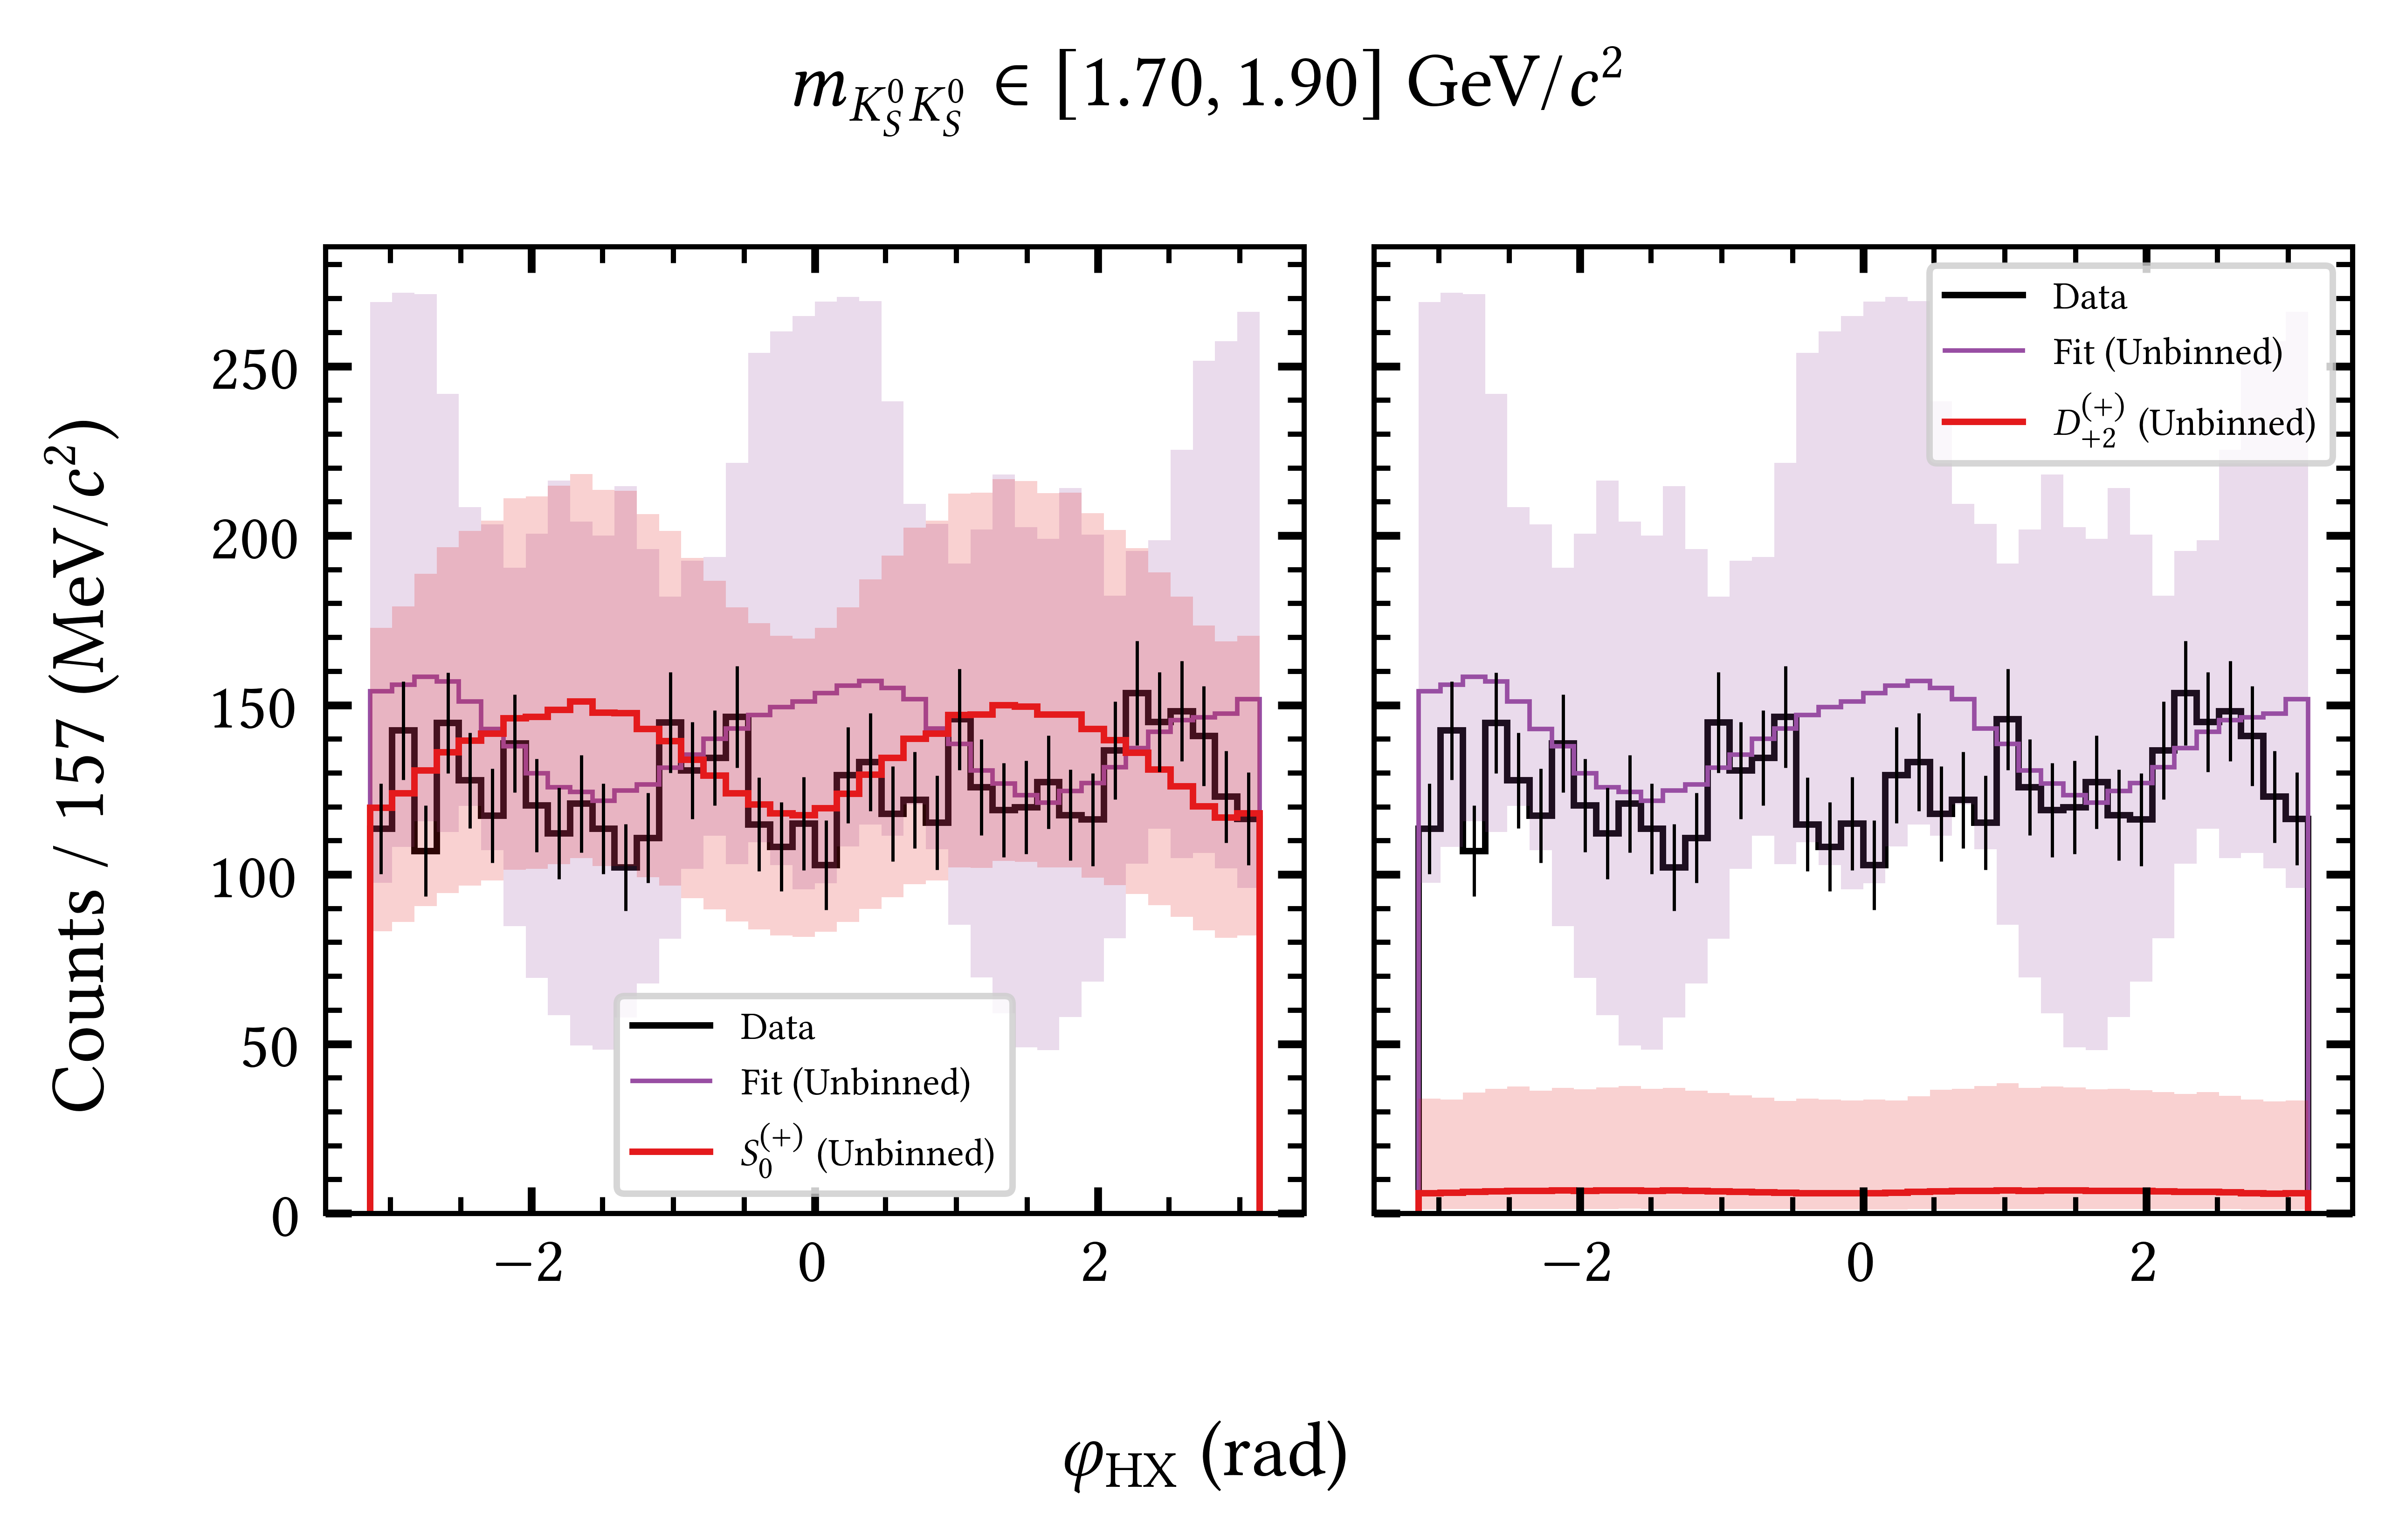 m_{K_S^0 K_S^0} ∈ [1.70, 1.90] GeV/c²
Counts / 157 (MeV/c²)
250
200
150
100
50
0
−2
0
2
Data
Fit (Unbinned)
S_0^{(+)} (Unbinned)
−2
0
2
Data
Fit (Unbinned)
D_{+2}^{(+)} (Unbinned)
φ_{HX} (rad)